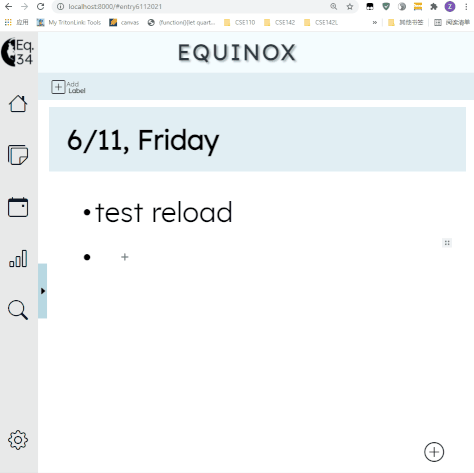 localhost:8000/#entry6112021
Z
应用
My TritonLink: Tools
canvas
(function(){let quart...
CSE110
CSE142
CSE142L
»
其他书签
阅读清单
Eq.
34
EQUINOX
Add
Label
6/11, Friday
•test reload
•